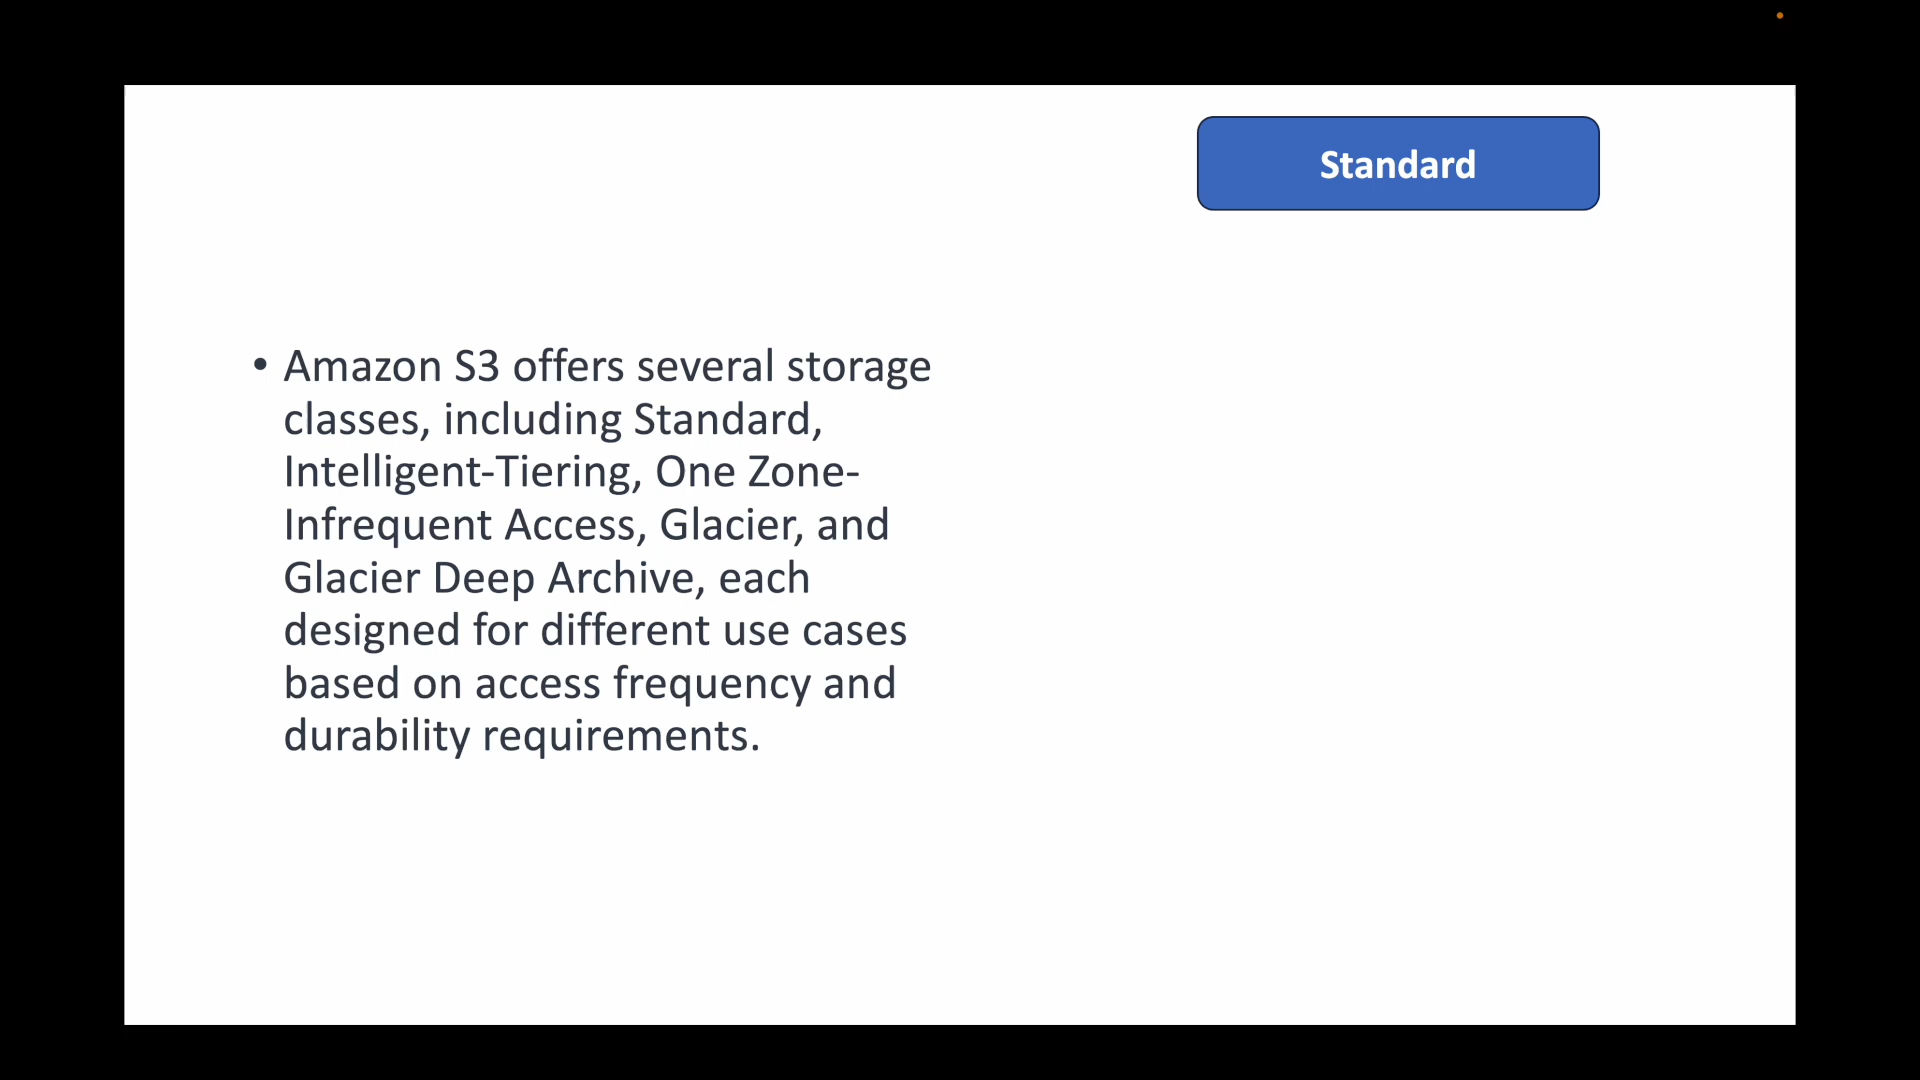 Standard
• Amazon S3 offers several storage
classes, including Standard,
Intelligent-Tiering, One Zone-
Infrequent Access, Glacier, and
Glacier Deep Archive, each
designed for different use cases
based on access frequency and
durability requirements.